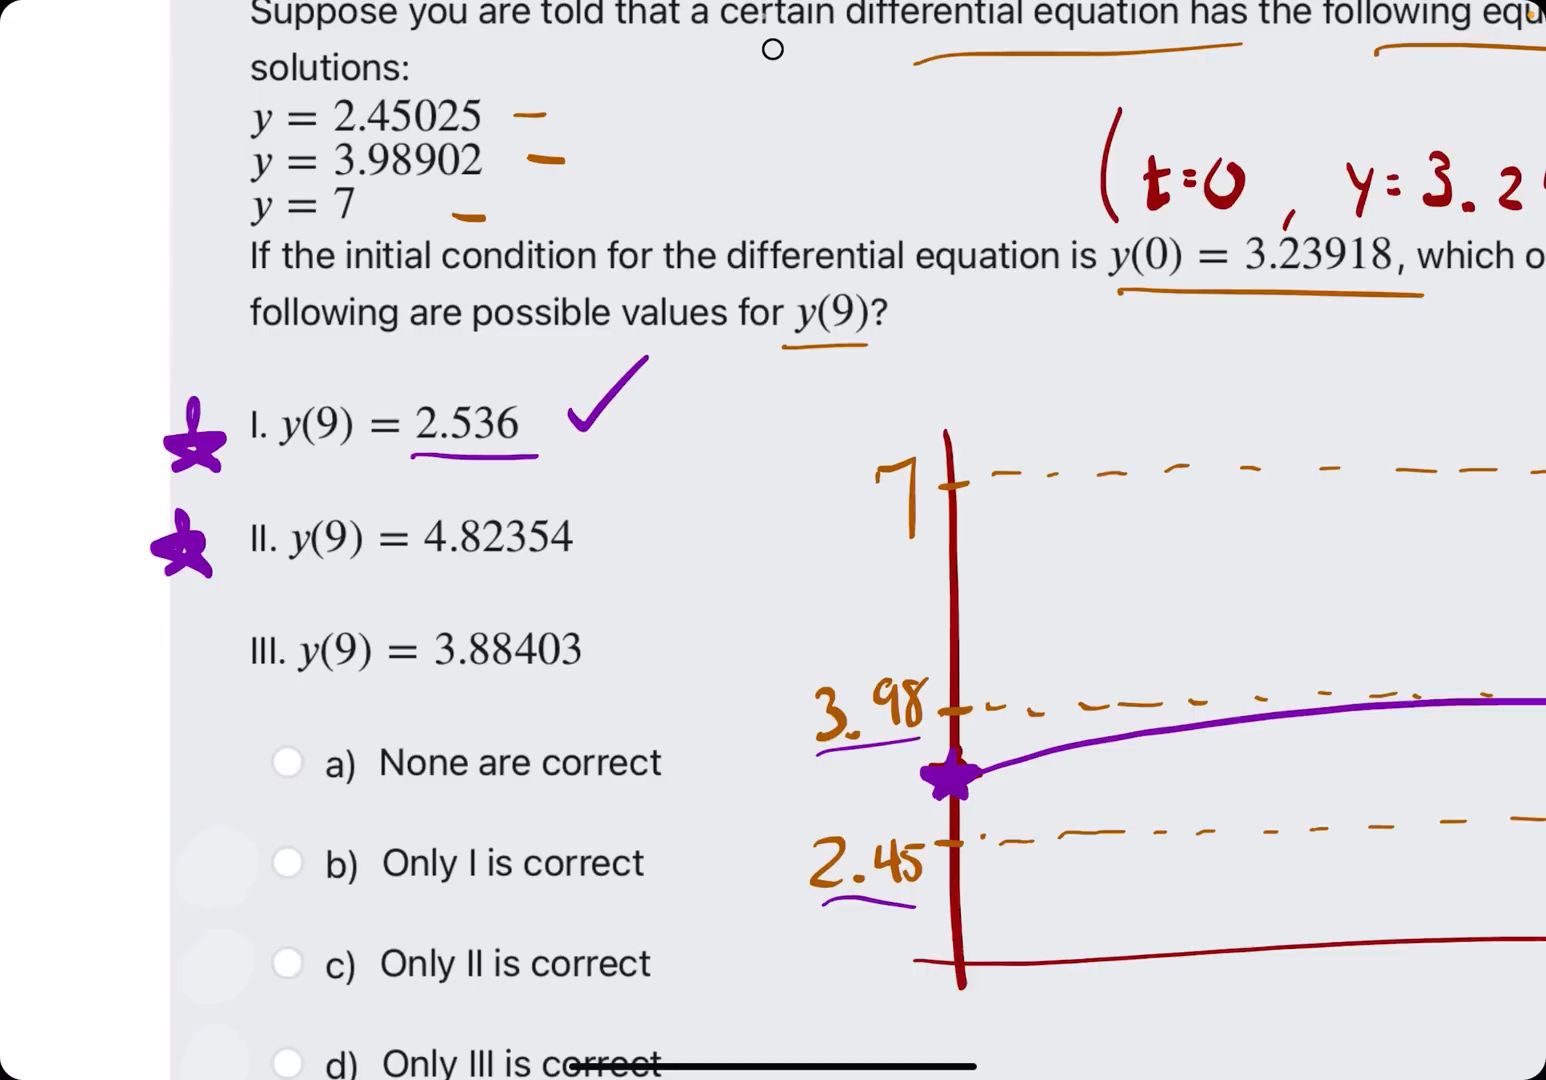 Suppose you are told that a certain differential equation has the following equ
solutions:
y = 2.45025
y = 3.98902
y = 7
(t=0, y=3.2
If the initial condition for the differential equation is y(0) = 3.23918, which o
following are possible values for y(9)?
I. y(9) = 2.536
II. y(9) = 4.82354
III. y(9) = 3.88403
7
3.98
2.45
a) None are correct
b) Only I is correct
c) Only II is correct
d) Only III is correct